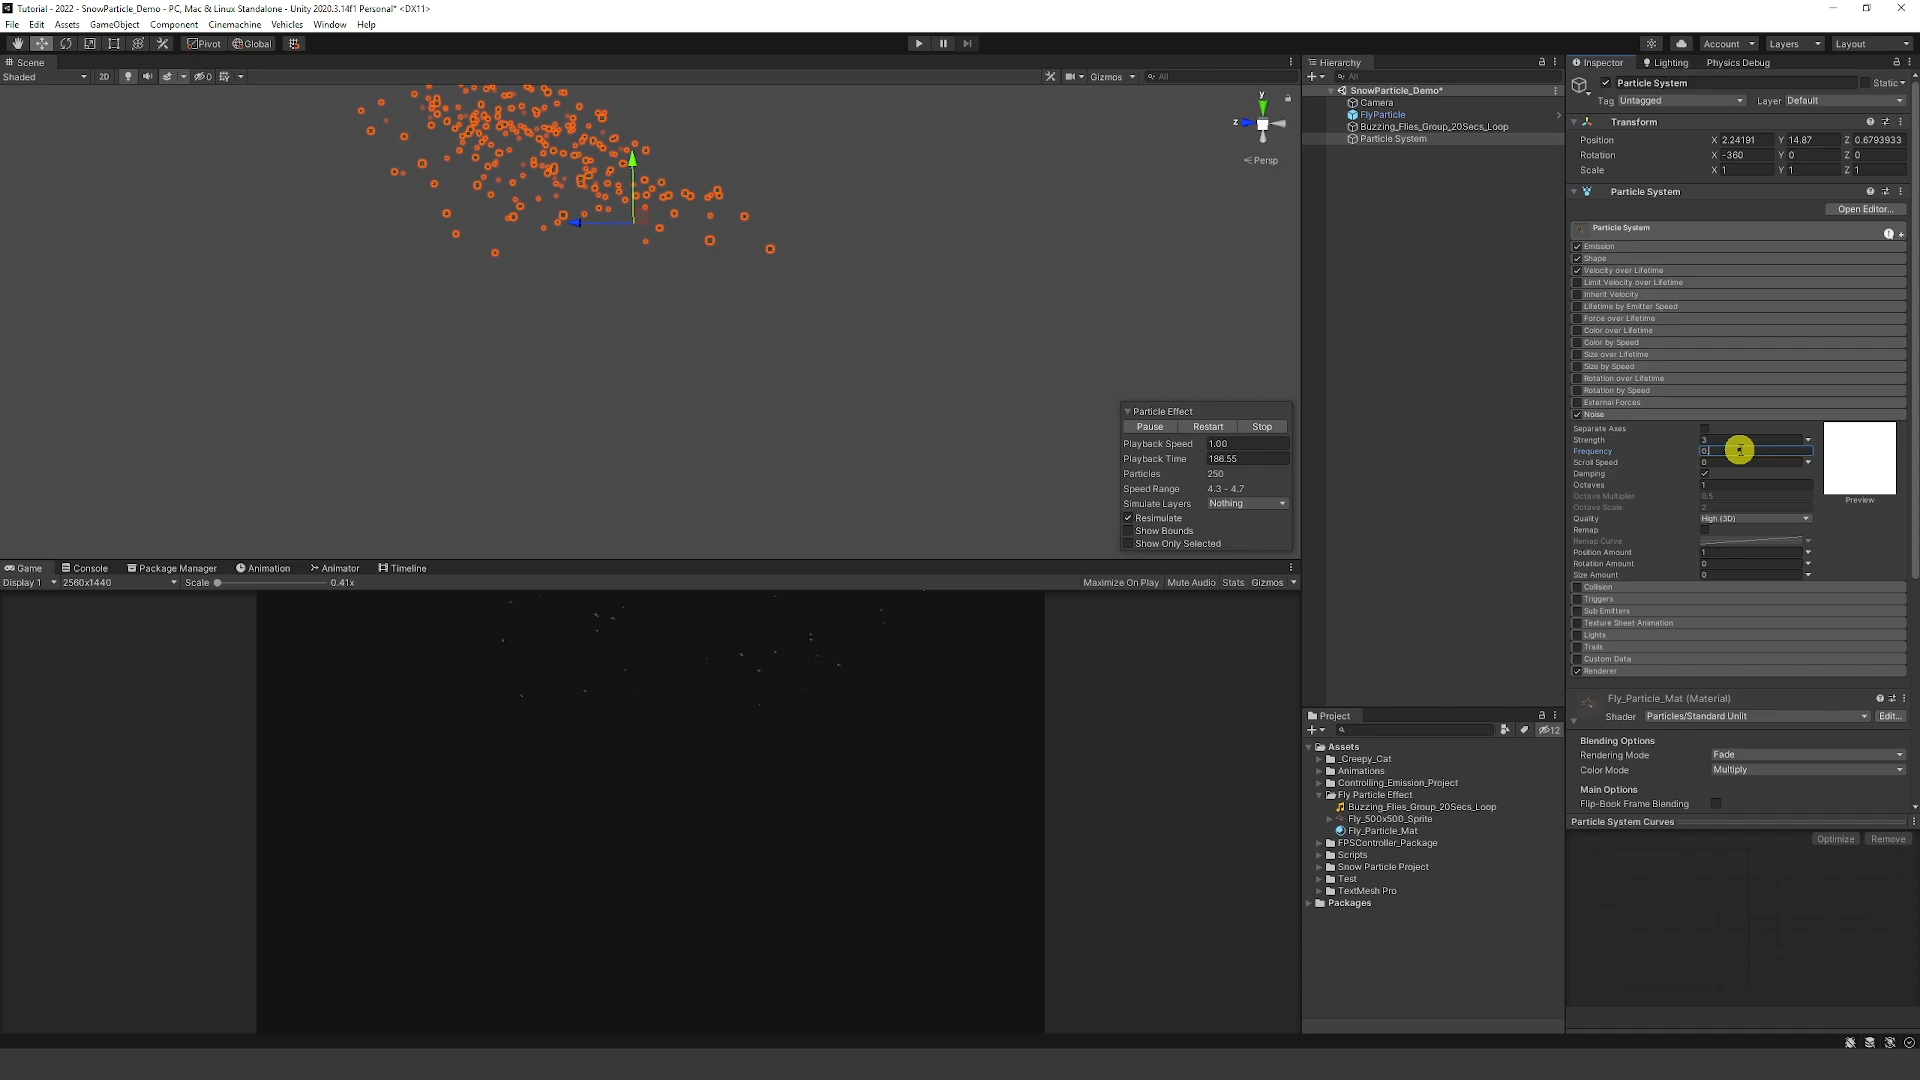 Tutorial - 2022 - SnowParticle_Demo - PC, Mac & Linux Standalone - Unity 2020.3.14f1 Personal* <DX11>
File Edit Assets GameObject Component Cinemachine Vehicles Window Help
Pivot Global
Account Layers Layout
Scene
Shaded 2D 0 Gizmos All
y
z
Persp
Particle Effect
Pause Restart Stop
Playback Speed 1.00
Playback Time 186.55
Particles 250
Speed Range 4.3 - 4.7
Simulate Layers Nothing
Resimulate
Show Bounds
Show Only Selected
Game Console Package Manager Animation Animator Timeline
Display 1 2560x1440 Scale 0.41x Maximize On Play Mute Audio Stats Gizmos
Hierarchy
All
SnowParticle_Demo*
Camera
FlyParticle
Buzzing_Flies_Group_20Secs_Loop
Particle System
Project
12
Assets
_Creepy_Cat
Animations
Controlling_Emission_Project
Fly Particle Effect
Buzzing_Flies_Group_20Secs_Loop
Fly_500x500_Sprite
Fly_Particle_Mat
FPSController_Package
Scripts
Snow Particle Project
Test
TextMesh Pro
Packages
Inspector Lighting Physics Debug
Particle System Static
Tag Untagged Layer Default
Transform
Position X 2.24191 Y 14.87 Z 0.6793933
Rotation X -360 Y 0 Z 0
Scale X 1 Y 1 Z 1
Particle System
Open Editor...
Particle System
Emission
Shape
Velocity over Lifetime
Limit Velocity over Lifetime
Inherit Velocity
Lifetime by Emitter Speed
Force over Lifetime
Color over Lifetime
Color by Speed
Size over Lifetime
Size by Speed
Rotation over Lifetime
Rotation by Speed
External Forces
Noise
Separate Axes
Strength 3
Frequency 0.
Scroll Speed 0
Damping
Octaves 1
Octave Multiplier 0.5
Octave Scale 2
Quality High (3D)
Remap
Remap Curve
Position Amount 1
Rotation Amount 0
Size Amount 0
Preview
Collision
Triggers
Sub Emitters
Texture Sheet Animation
Lights
Trails
Custom Data
Renderer
Fly_Particle_Mat (Material)
Shader Particles/Standard Unlit Edit...
Blending Options
Rendering Mode Fade
Color Mode Multiply
Main Options
Flip-Book Frame Blending
Particle System Curves
Optimize Remove